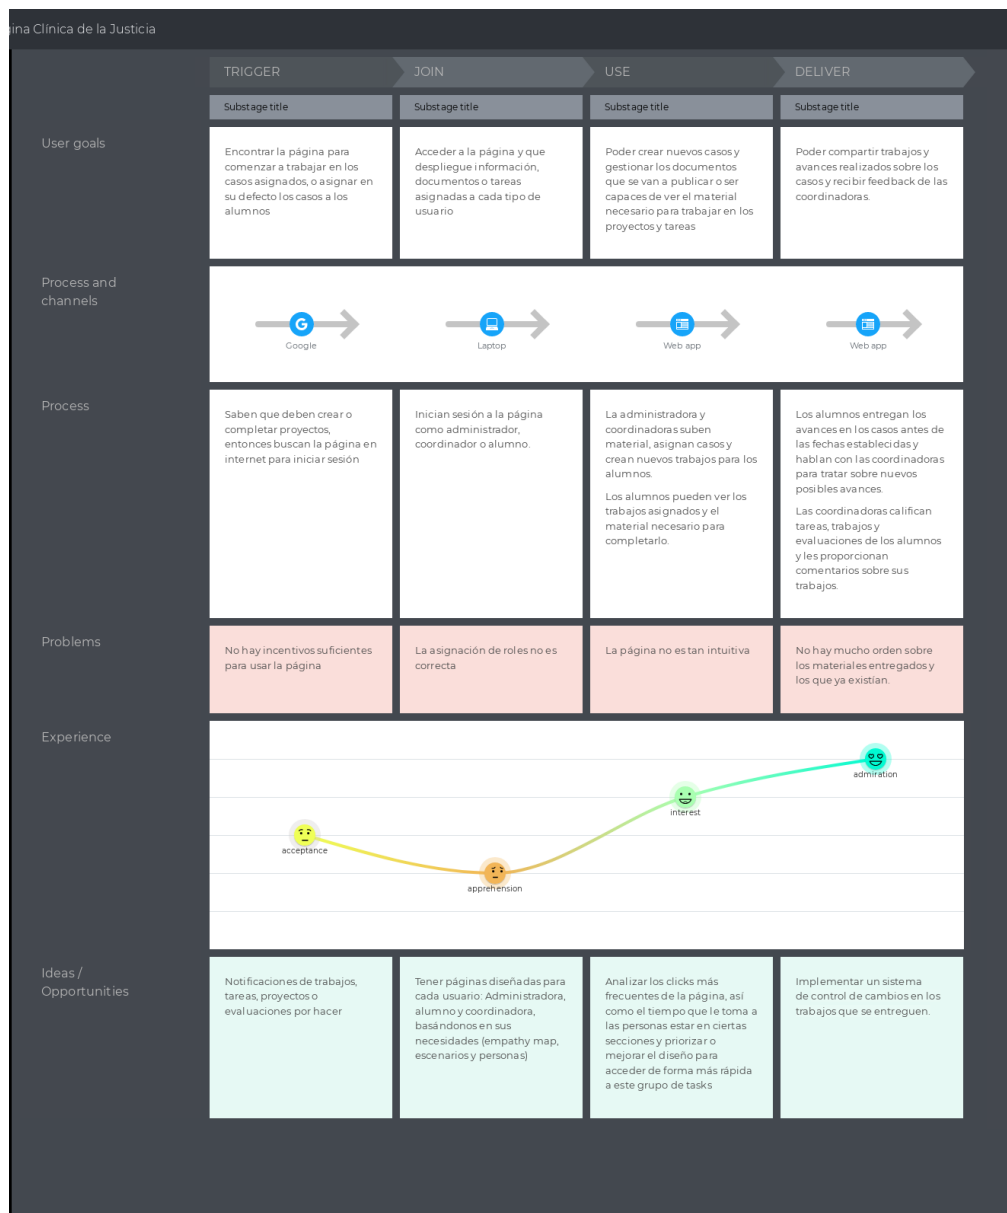 ina Clínica de la Justicia
TRIGGER
JOIN
USE
DELIVER
Substage title
Substage title
Substage title
Substage title
User goals
Encontrar la página para
comenzar a trabajar en los
casos asignados, o asignar en
su defecto los casos a los
alumnos
Acceder a la página y que
despliegue información,
documentos o tareas
asignadas a cada tipo de
usuario
Poder crear nuevos casos y
gestionar los documentos
que se van a publicar o ser
capaces de ver el material
necesario para trabajar en los
proyectos y tareas
Poder compartir trabajos y
avances realizados sobre los
casos y recibir feedback de las
coordinadoras.
Process and
channels
Google
Laptop
Web app
Web app
Process
Saben que deben crear o
completar proyectos,
entonces buscan la página en
internet para iniciar sesión
Inician sesión a la página
como administrador,
coordinador o alumno.
La administradora y
coordinadoras suben
material, asignan casos y
crean nuevos trabajos para los
alumnos.
Los alumnos pueden ver los
trabajos asignados y el
material necesario para
completarlo.
Los alumnos entregan los
avances en los casos antes de
las fechas establecidas y
hablan con las coordinadoras
para tratar sobre nuevos
posibles avances.
Las coordinadoras califican
tareas, trabajos y
evaluaciones de los alumnos
y les proporcionan
comentarios sobre sus
trabajos.
Problems
No hay incentivos suficientes
para usar la página
La asignación de roles no es
correcta
La página no es tan intuitiva
No hay mucho orden sobre
los materiales entregados y
los que ya existían.
Experience
acceptance
apprehension
interest
admiration
Ideas /
Opportunities
Notificaciones de trabajos,
tareas, proyectos o
evaluaciones por hacer
Tener páginas diseñadas para
cada usuario: Administradora,
alumno y coordinadora,
basándonos en sus
necesidades (empathy map,
escenarios y personas)
Analizar los clicks más
frecuentes de la página, así
como el tiempo que le toma a
las personas estar en ciertas
secciones y priorizar o
mejorar el diseño para
acceder de forma más rápida
a este grupo de tasks
Implementar un sistema
de control de cambios en los
trabajos que se entreguen.